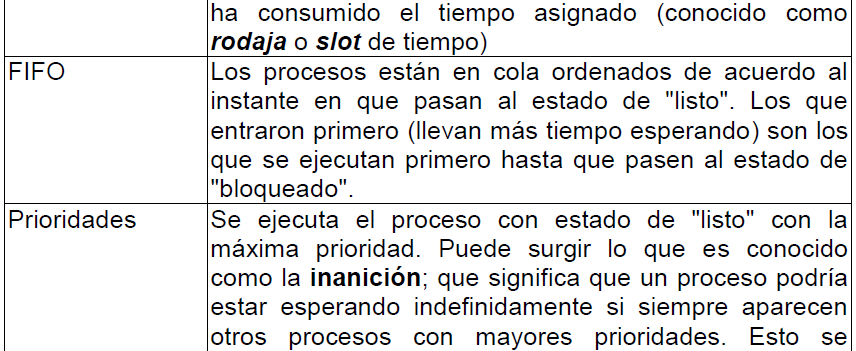 ha consumido el tiempo asignado (conocido como
rodaja o slot de tiempo)
FIFO
Los procesos están en cola ordenados de acuerdo al
instante en que pasan al estado de "listo". Los que
entraron primero (llevan más tiempo esperando) son los
que se ejecutan primero hasta que pasen al estado de
"bloqueado".
Prioridades
Se ejecuta el proceso con estado de "listo" con la
máxima prioridad. Puede surgir lo que es conocido
como la inanición; que significa que un proceso podría
estar esperando indefinidamente si siempre aparecen
otros procesos con mayores prioridades. Esto se